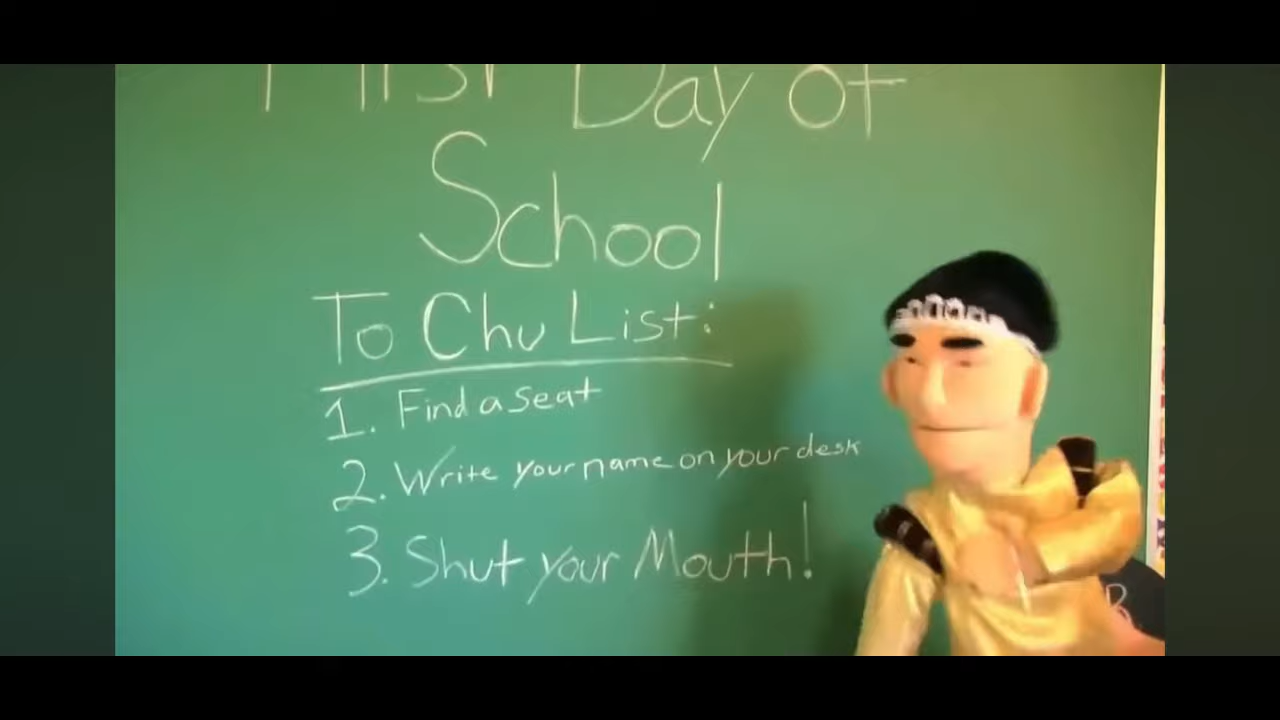 First Day of
School
To Chu List:
1. Find a seat
2. Write your name on your desk
3. Shut your Mouth!
R